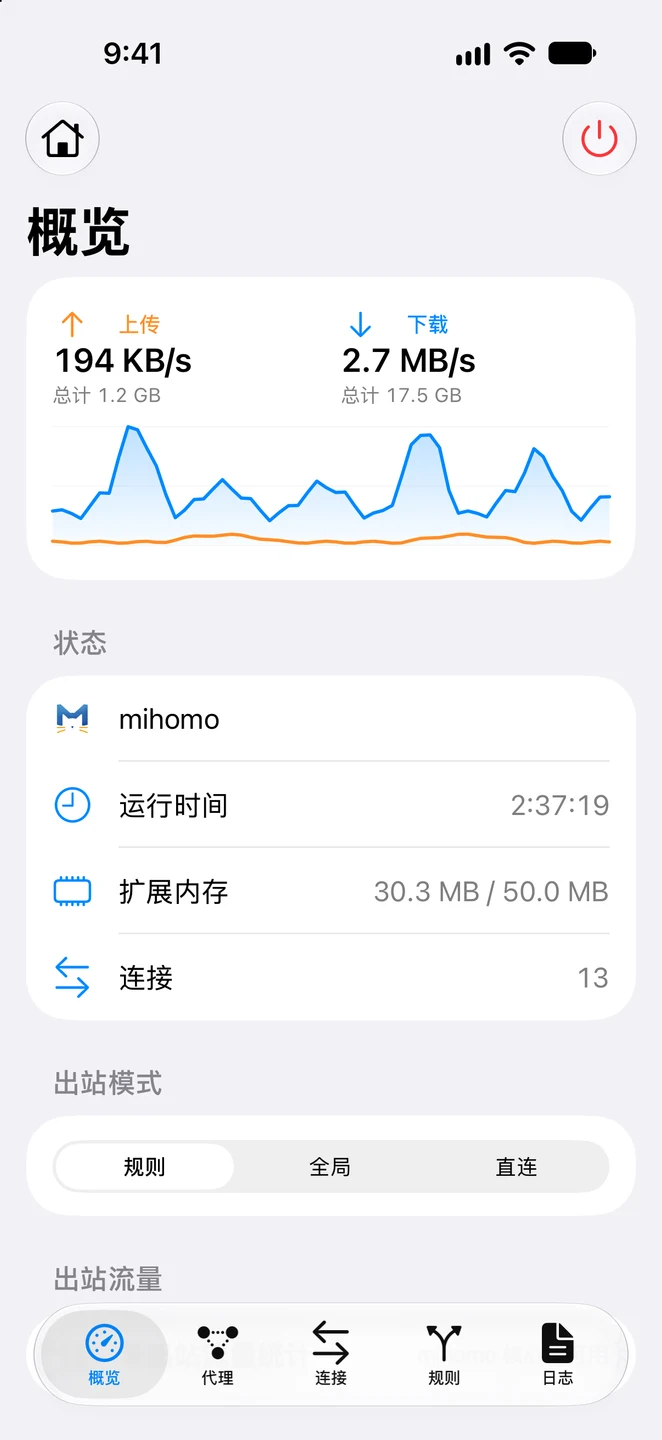 9:41
概览
上传
下载
194 KB/s
2.7 MB/s
总计 1.2 GB
总计 17.5 GB
状态
mihomo
运行时间
2:37:19
扩展内存
30.3 MB / 50.0 MB
连接
13
出站模式
规则
全局
直连
出站流量
概览
代理
连接
规则
日志